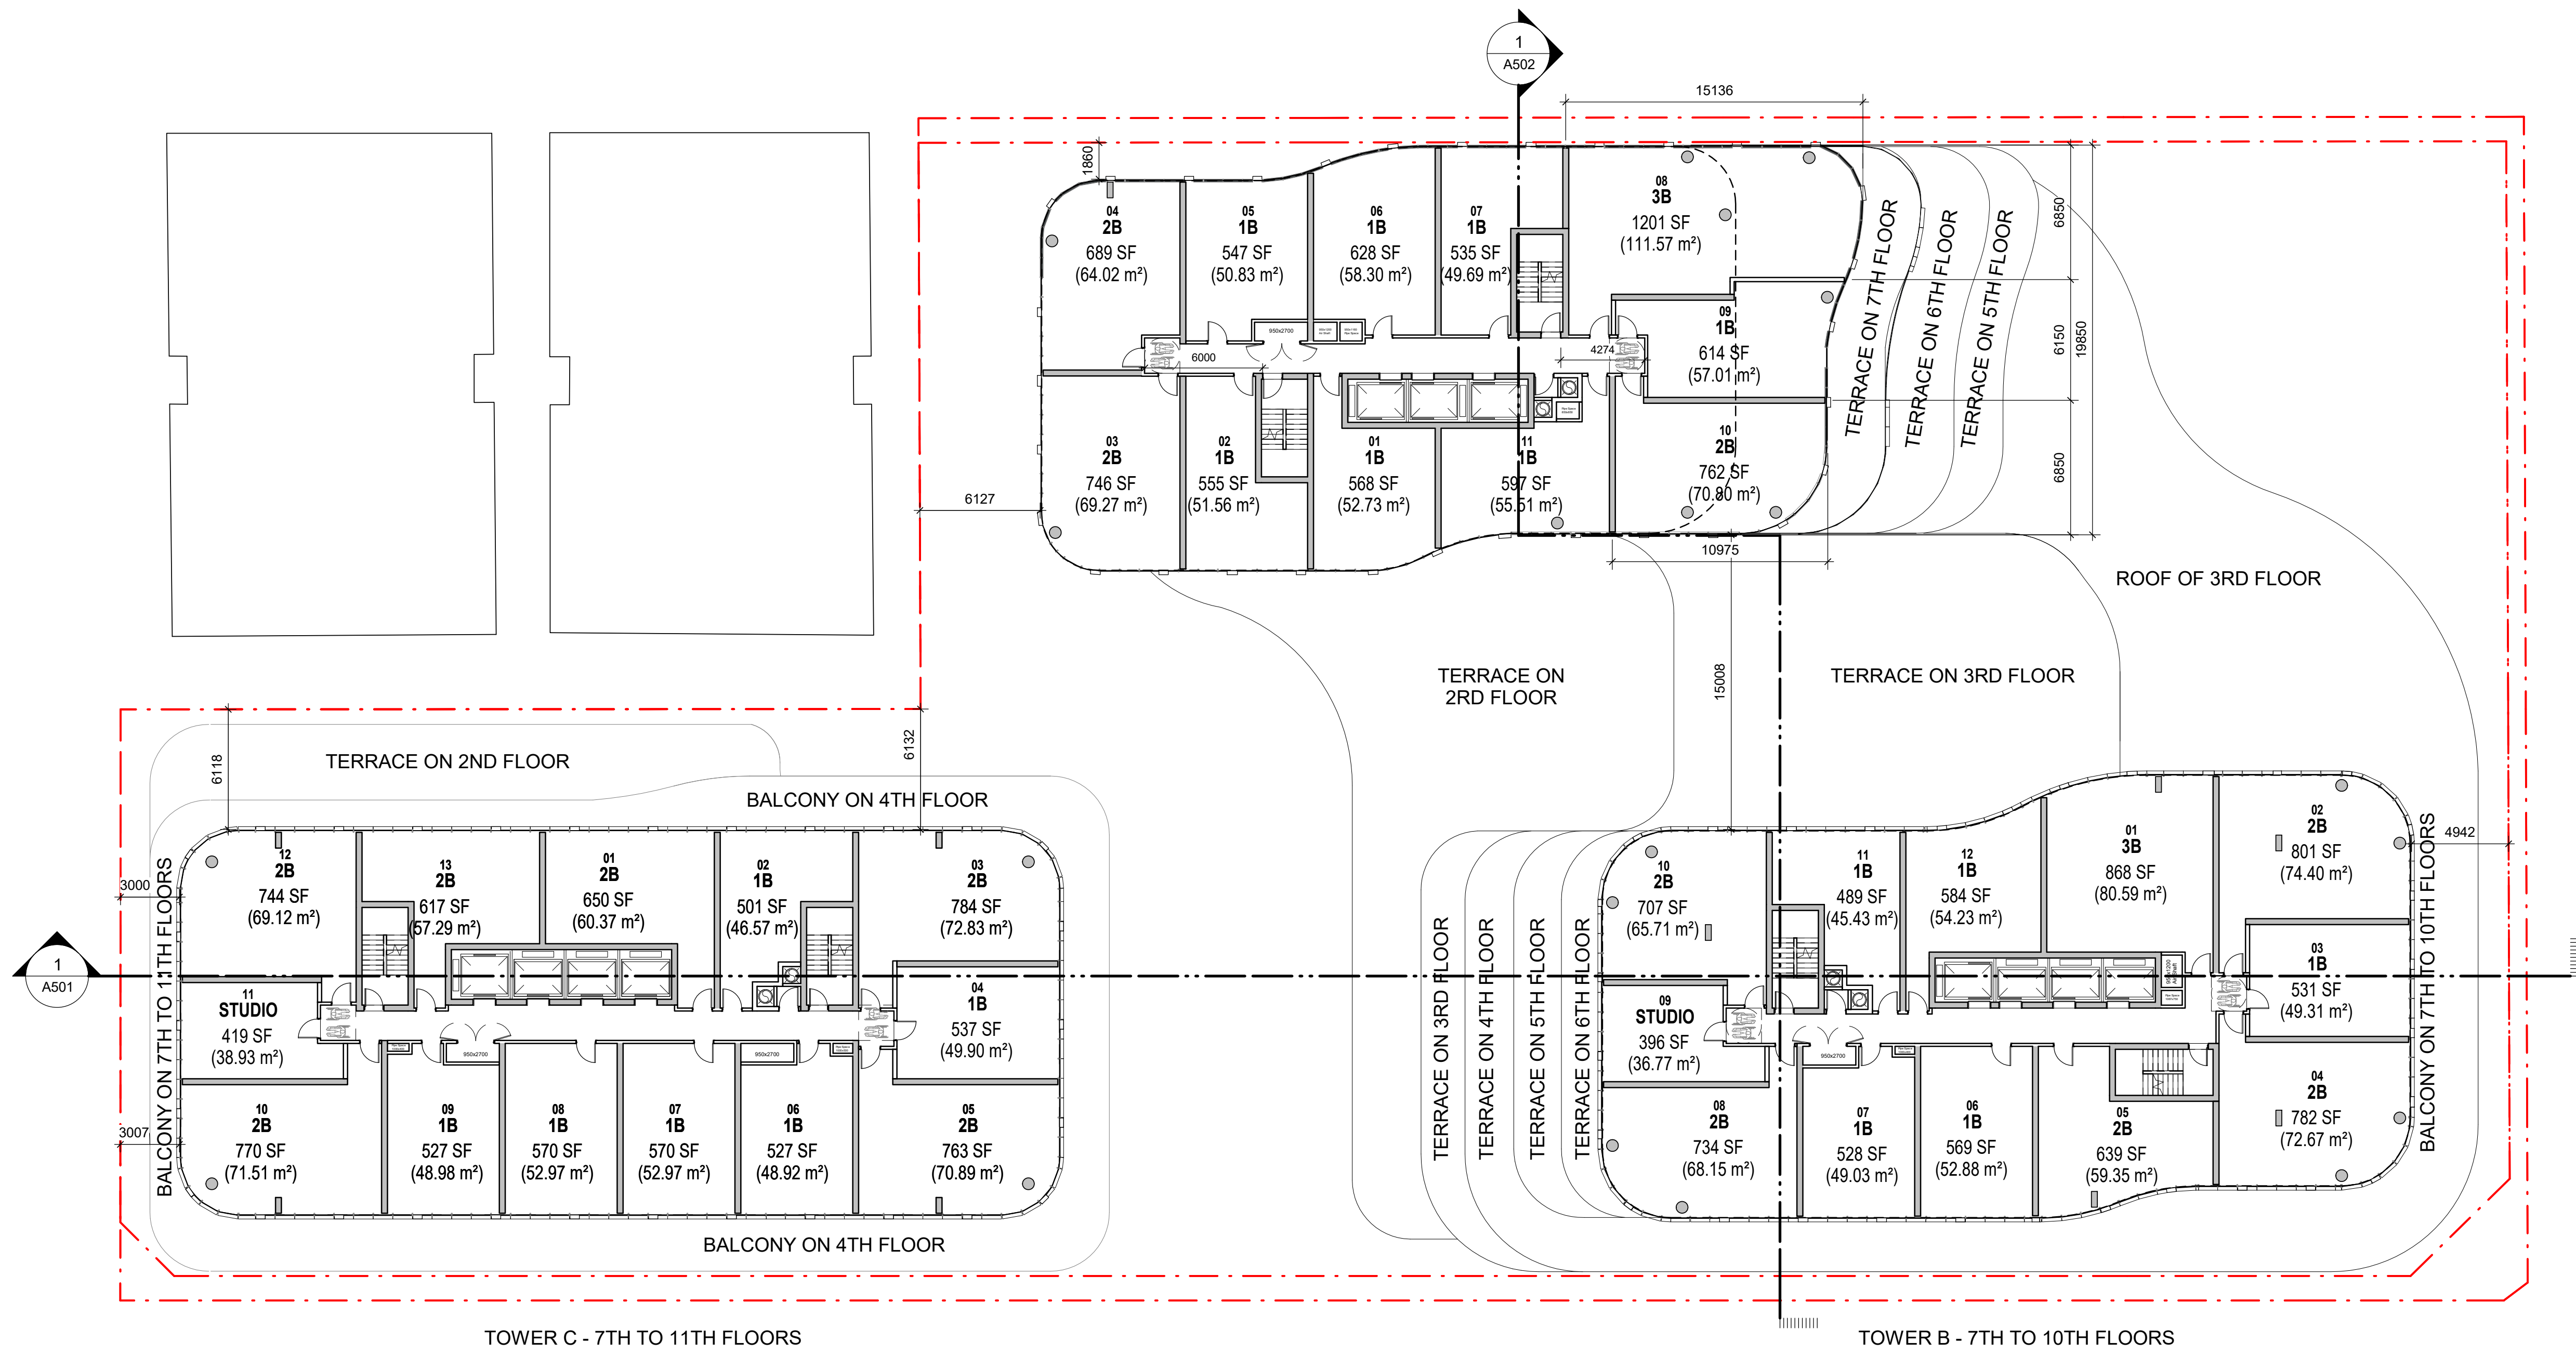 1
A502
15136
1860
6850
6150
6850
19850
04
2B
689 SF
(64.02 m²)
05
1B
547 SF
(50.83 m²)
06
1B
628 SF
(58.30 m²)
07
1B
535 SF
(49.69 m²)
08
3B
1201 SF
(111.57 m²)
09
1B
614 SF
(57.01 m²)
950x2700
6000
4274
03
2B
746 SF
(69.27 m²)
02
1B
555 SF
(51.56 m²)
01
1B
568 SF
(52.73 m²)
11
1B
597 SF
(55.51 m²)
10
2B
762 SF
(70.80 m²)
TERRACE ON 7TH FLOOR
TERRACE ON 6TH FLOOR
TERRACE ON 5TH FLOOR
6127
10975
15008
ROOF OF 3RD FLOOR
TERRACE ON
2RD FLOOR
TERRACE ON 3RD FLOOR
6118
6132
TERRACE ON 2ND FLOOR
BALCONY ON 4TH FLOOR
3000
3007
BALCONY ON 7TH TO 11TH FLOORS
1
A501
12
2B
744 SF
(69.12 m²)
13
2B
617 SF
(57.29 m²)
01
2B
650 SF
(60.37 m²)
02
1B
501 SF
(46.57 m²)
03
2B
784 SF
(72.83 m²)
11
STUDIO
419 SF
(38.93 m²)
04
1B
537 SF
(49.90 m²)
950x2700
950x2700
10
2B
770 SF
(71.51 m²)
09
1B
527 SF
(48.98 m²)
08
1B
570 SF
(52.97 m²)
07
1B
570 SF
(52.97 m²)
06
1B
527 SF
(48.92 m²)
05
2B
763 SF
(70.89 m²)
BALCONY ON 4TH FLOOR
TERRACE ON 3RD FLOOR
TERRACE ON 4TH FLOOR
TERRACE ON 5TH FLOOR
TERRACE ON 6TH FLOOR
10
2B
707 SF
(65.71 m²)
11
1B
489 SF
(45.43 m²)
12
1B
584 SF
(54.23 m²)
01
3B
868 SF
(80.59 m²)
02
2B
801 SF
(74.40 m²)
4942
BALCONY ON 7TH TO 10TH FLOORS
09
STUDIO
396 SF
(36.77 m²)
03
1B
531 SF
(49.31 m²)
950x2700
08
2B
734 SF
(68.15 m²)
07
1B
528 SF
(49.03 m²)
06
1B
569 SF
(52.88 m²)
05
2B
639 SF
(59.35 m²)
04
2B
782 SF
(72.67 m²)
TOWER C - 7TH TO 11TH FLOORS
TOWER B - 7TH TO 10TH FLOORS